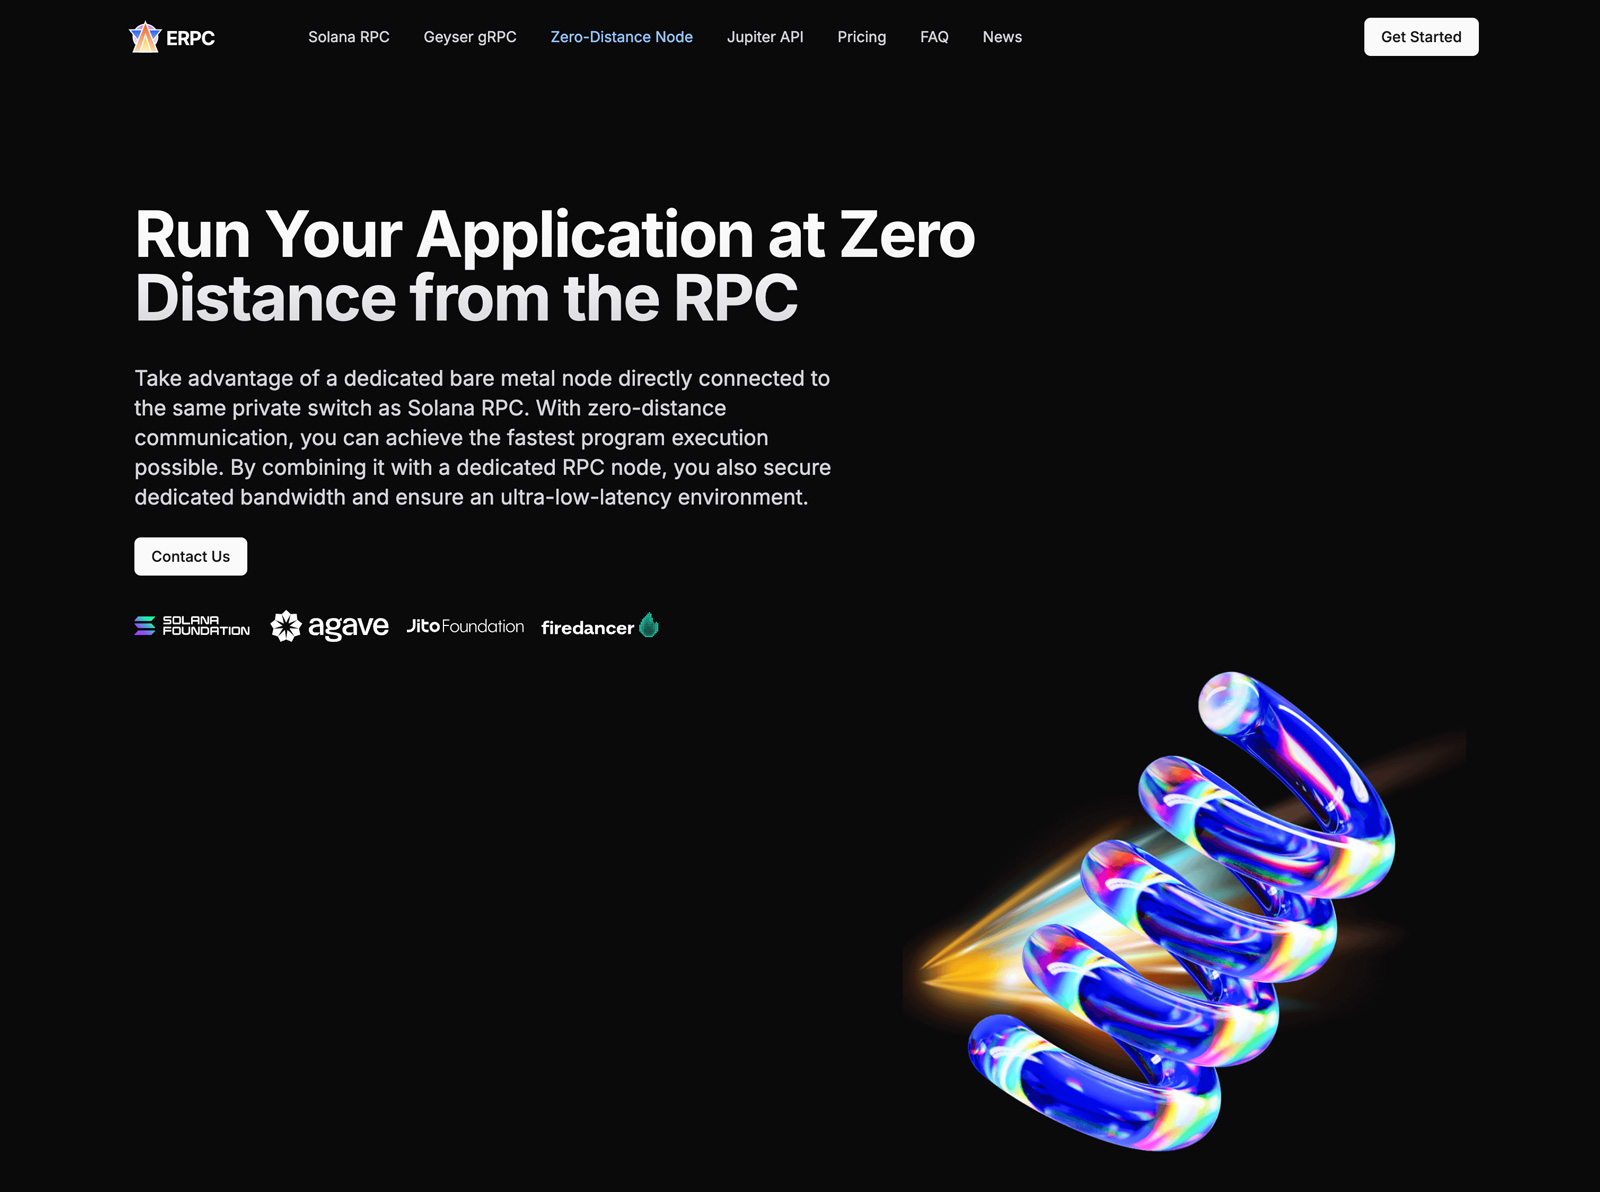 ERPC
Solana RPC
Geyser gRPC
Zero-Distance Node
Jupiter API
Pricing
FAQ
News
Get Started
Run Your Application at Zero
Distance from the RPC
Take advantage of a dedicated bare metal node directly connected to
the same private switch as Solana RPC. With zero-distance
communication, you can achieve the fastest program execution
possible. By combining it with a dedicated RPC node, you also secure
dedicated bandwidth and ensure an ultra-low-latency environment.
Contact Us
SOLANA
FOUNDATION
agave
Jito Foundation
firedancer